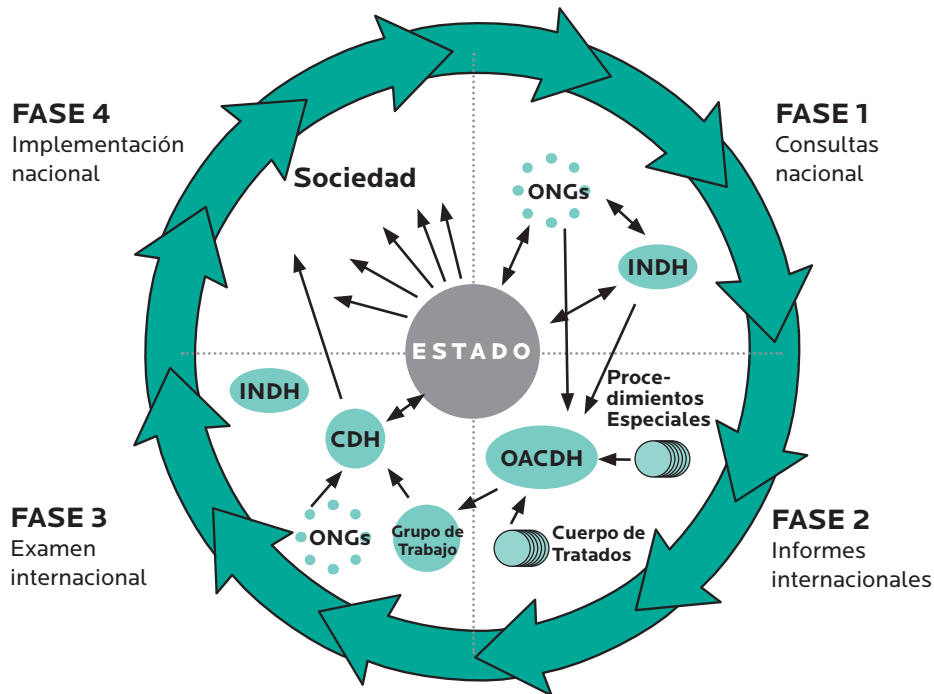 FASE 4
Implementación
nacional
FASE 1
Consultas
nacional
Sociedad
ONGs
INDH
ESTADO
INDH
CDH
Proce-
dimientos
Especiales
OACDH
FASE 3
Examen
internacional
ONGs
Grupo de
Trabajo
Cuerpo de
Tratados
FASE 2
Informes
internacionales